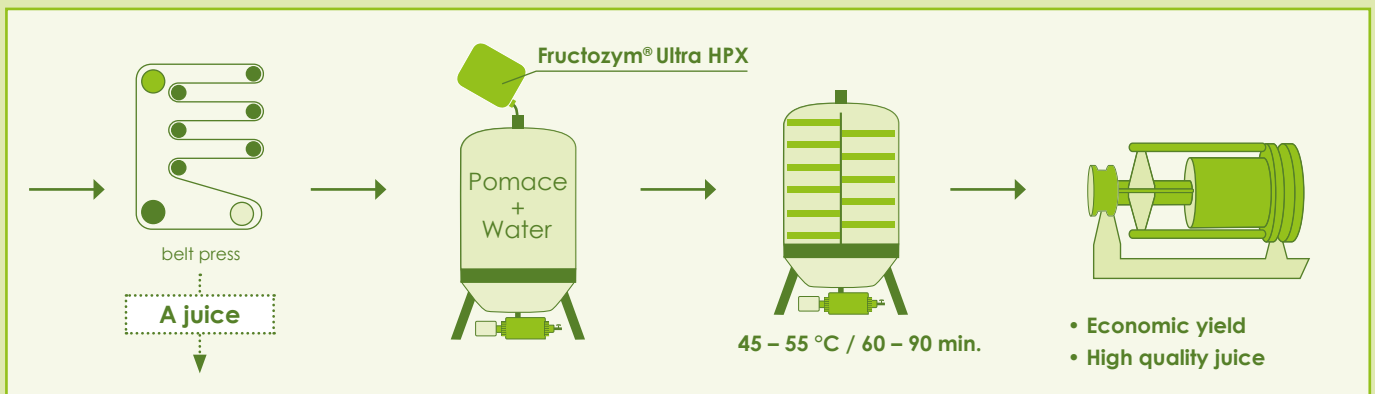 Fructozym® Ultra HPX
Pomace
+
Water
belt press
A juice
45 – 55 °C / 60 – 90 min.
• Economic yield
• High quality juice